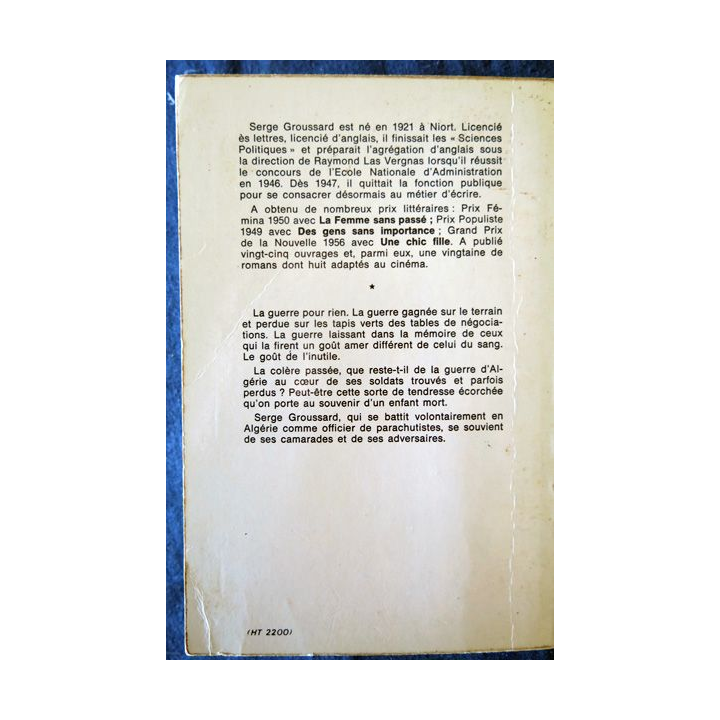 Serge Groussard est né en 1921 à Niort. Licencié
ès lettres, licencié d'anglais, il finissait les « Sciences
Politiques » et préparait l'agrégation d'anglais sous
la direction de Raymond Las Vergnas lorsqu'il réussit
le concours de l'Ecole Nationale d'Administration
en 1946. Dès 1947, il quittait la fonction publique
pour se consacrer désormais au métier d'écrire.
A obtenu de nombreux prix littéraires : Prix Fé-
mina 1950 avec La Femme sans passé ; Prix Populiste
1949 avec Des gens sans importance ; Grand Prix
de la Nouvelle 1956 avec Une chic fille. A publié
vingt-cinq ouvrages et, parmi eux, une vingtaine de
romans dont huit adaptés au cinéma.
*
La guerre pour rien. La guerre gagnée sur le terrain
et perdue sur les tapis verts des tables de négocia-
tions. La guerre laissant dans la mémoire de ceux
qui la firent un goût amer différent de celui du sang.
Le goût de l'inutile.
La colère passée, que reste-t-il de la guerre d'Al-
gérie au cœur de ses soldats trouvés et parfois
perdus ? Peut-être cette sorte de tendresse écorchée
qu'on porte au souvenir d'un enfant mort.
Serge Groussard, qui se battit volontairement en
Algérie comme officier de parachutistes, se souvient
de ses camarades et de ses adversaires.
(HT 2200)